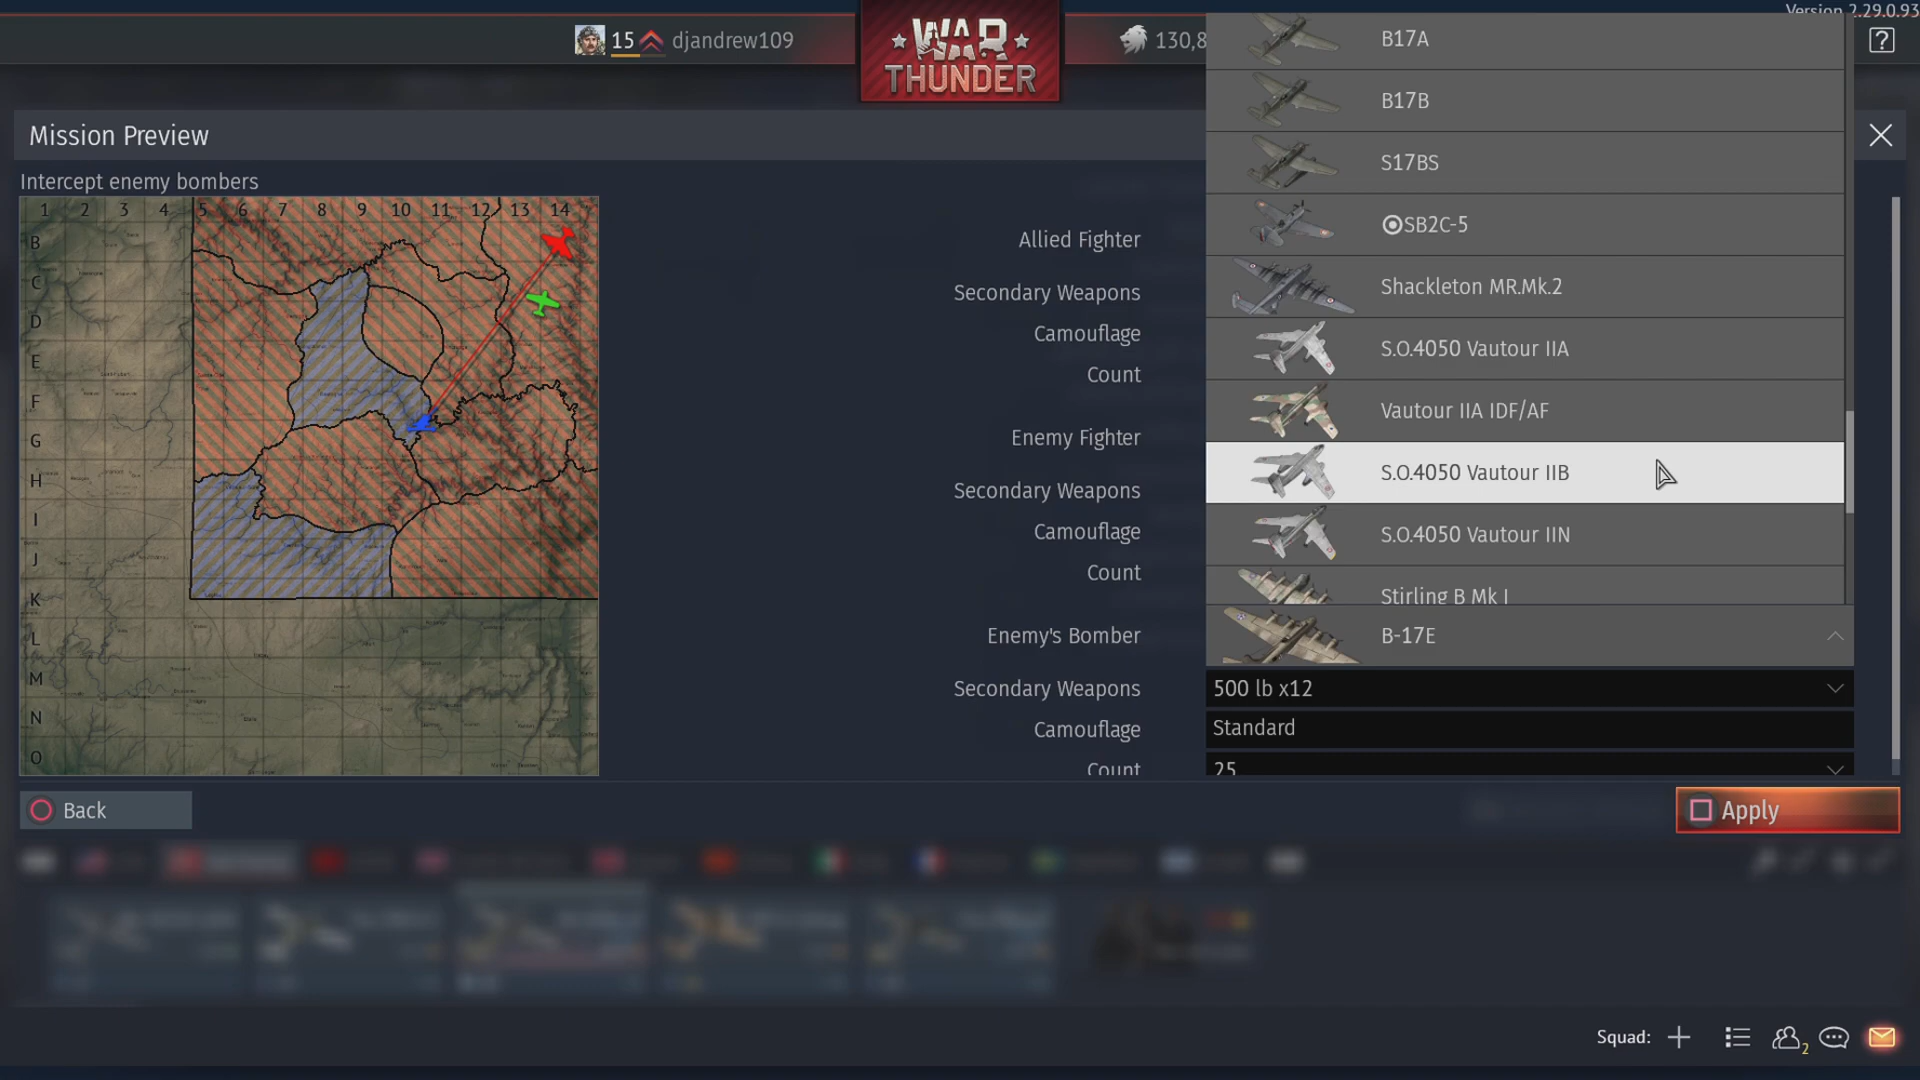 Version 2.29.0.93
15 djandrew109
WAR
THUNDER
130,8
?
Mission Preview
Intercept enemy bombers
1 2 3 4 5 6 7 8 9 10 11 12 13 14
B
C
D
E
F
G
H
I
J
K
L
M
N
O
Allied Fighter
Secondary Weapons
Camouflage
Count
Enemy Fighter
Secondary Weapons
Camouflage
Count
Enemy's Bomber
Secondary Weapons
Camouflage
Count
B17A
B17B
S17BS
SB2C-5
Shackleton MR.Mk.2
S.O.4050 Vautour IIA
Vautour IIA IDF/AF
S.O.4050 Vautour IIB
S.O.4050 Vautour IIN
Stirling B Mk I
B-17E
500 lb x12
Standard
25
Back
Apply
Squad:
2